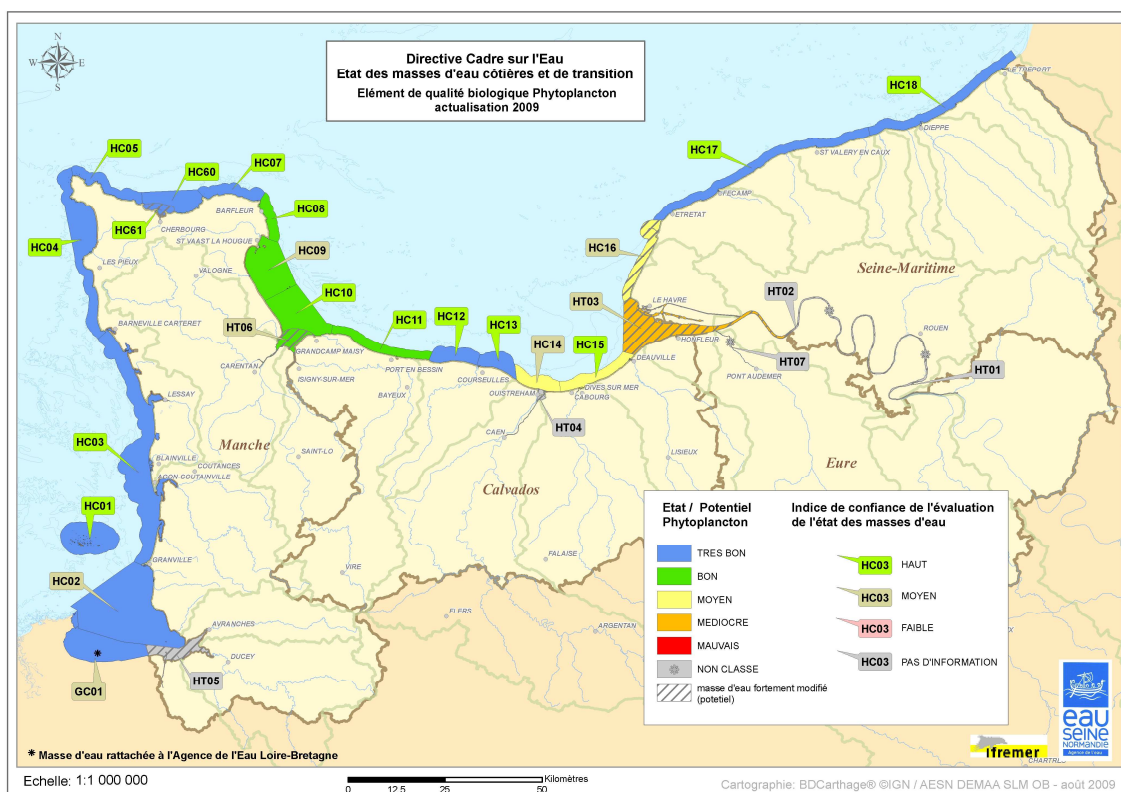 Directive Cadre sur l'Eau
Etat des masses d'eau côtières et de transition
Elément de qualité biologique Phytoplancton
actualisation 2009
N
W
E
S
LE TREPORT
HC18
DIEPPE
HC17
ST VALERY EN CAUX
FECAMP
ETRETAT
HC05
HC60
HC07
BARFLEUR
HC08
HC61
CHERBOURG
HC04
ST VAAST LA HOUGUE
HC09
HC16
LES PIEUX
VALOGNE
Seine-Maritime
HC10
HT03
LE HAVRE
HT02
BARNEVILLE CARTERET
HT06
HC11
HC12
HC13
HC14
HC15
HONFLEUR
ROUEN
GRANDCAMP MAISY
DEAUVILLE
HT07
CARENTAN
PORT EN BESSIN
ISIGNY-SUR-MER
COURSEULLES
PONT AUDEMER
HT01
DIVES SUR MER
LESSAY
BAYEUX
OUISTREHAM
CABOURG
HT04
CAEN
HC03
Manche
BLAINVILLE
SAINT-LO
LISIEUX
COUTANCES
AGON-COUTAINVILLE
Eure
Calvados
HC01
GRANVILLE
FALAISE
VIRE
HC02
FLERS
AVRANCHES
ARGENTAN
DUCEY
*
HT05
GC01
Etat / Potentiel
Phytoplancton
TRES BON
BON
MOYEN
MEDIOCRE
MAUVAIS
NON CLASSE
masse d'eau fortement modifié
(potetiel)
Indice de confiance de l'évaluation
de l'état des masses d'eau
HC03 HAUT
HC03 MOYEN
HC03 FAIBLE
HC03 PAS D'INFORMATION
eau
SEINE
NORMANDIE
Agence de l'eau
ifremer
CHARTRES
* Masse d'eau rattachée à l'Agence de l'Eau Loire-Bretagne
Echelle: 1:1 000 000
Kilomètres
0 12,5 25 50
Cartographie: BDCarthage® ©IGN / AESN DEMAA SLM OB - août 2009